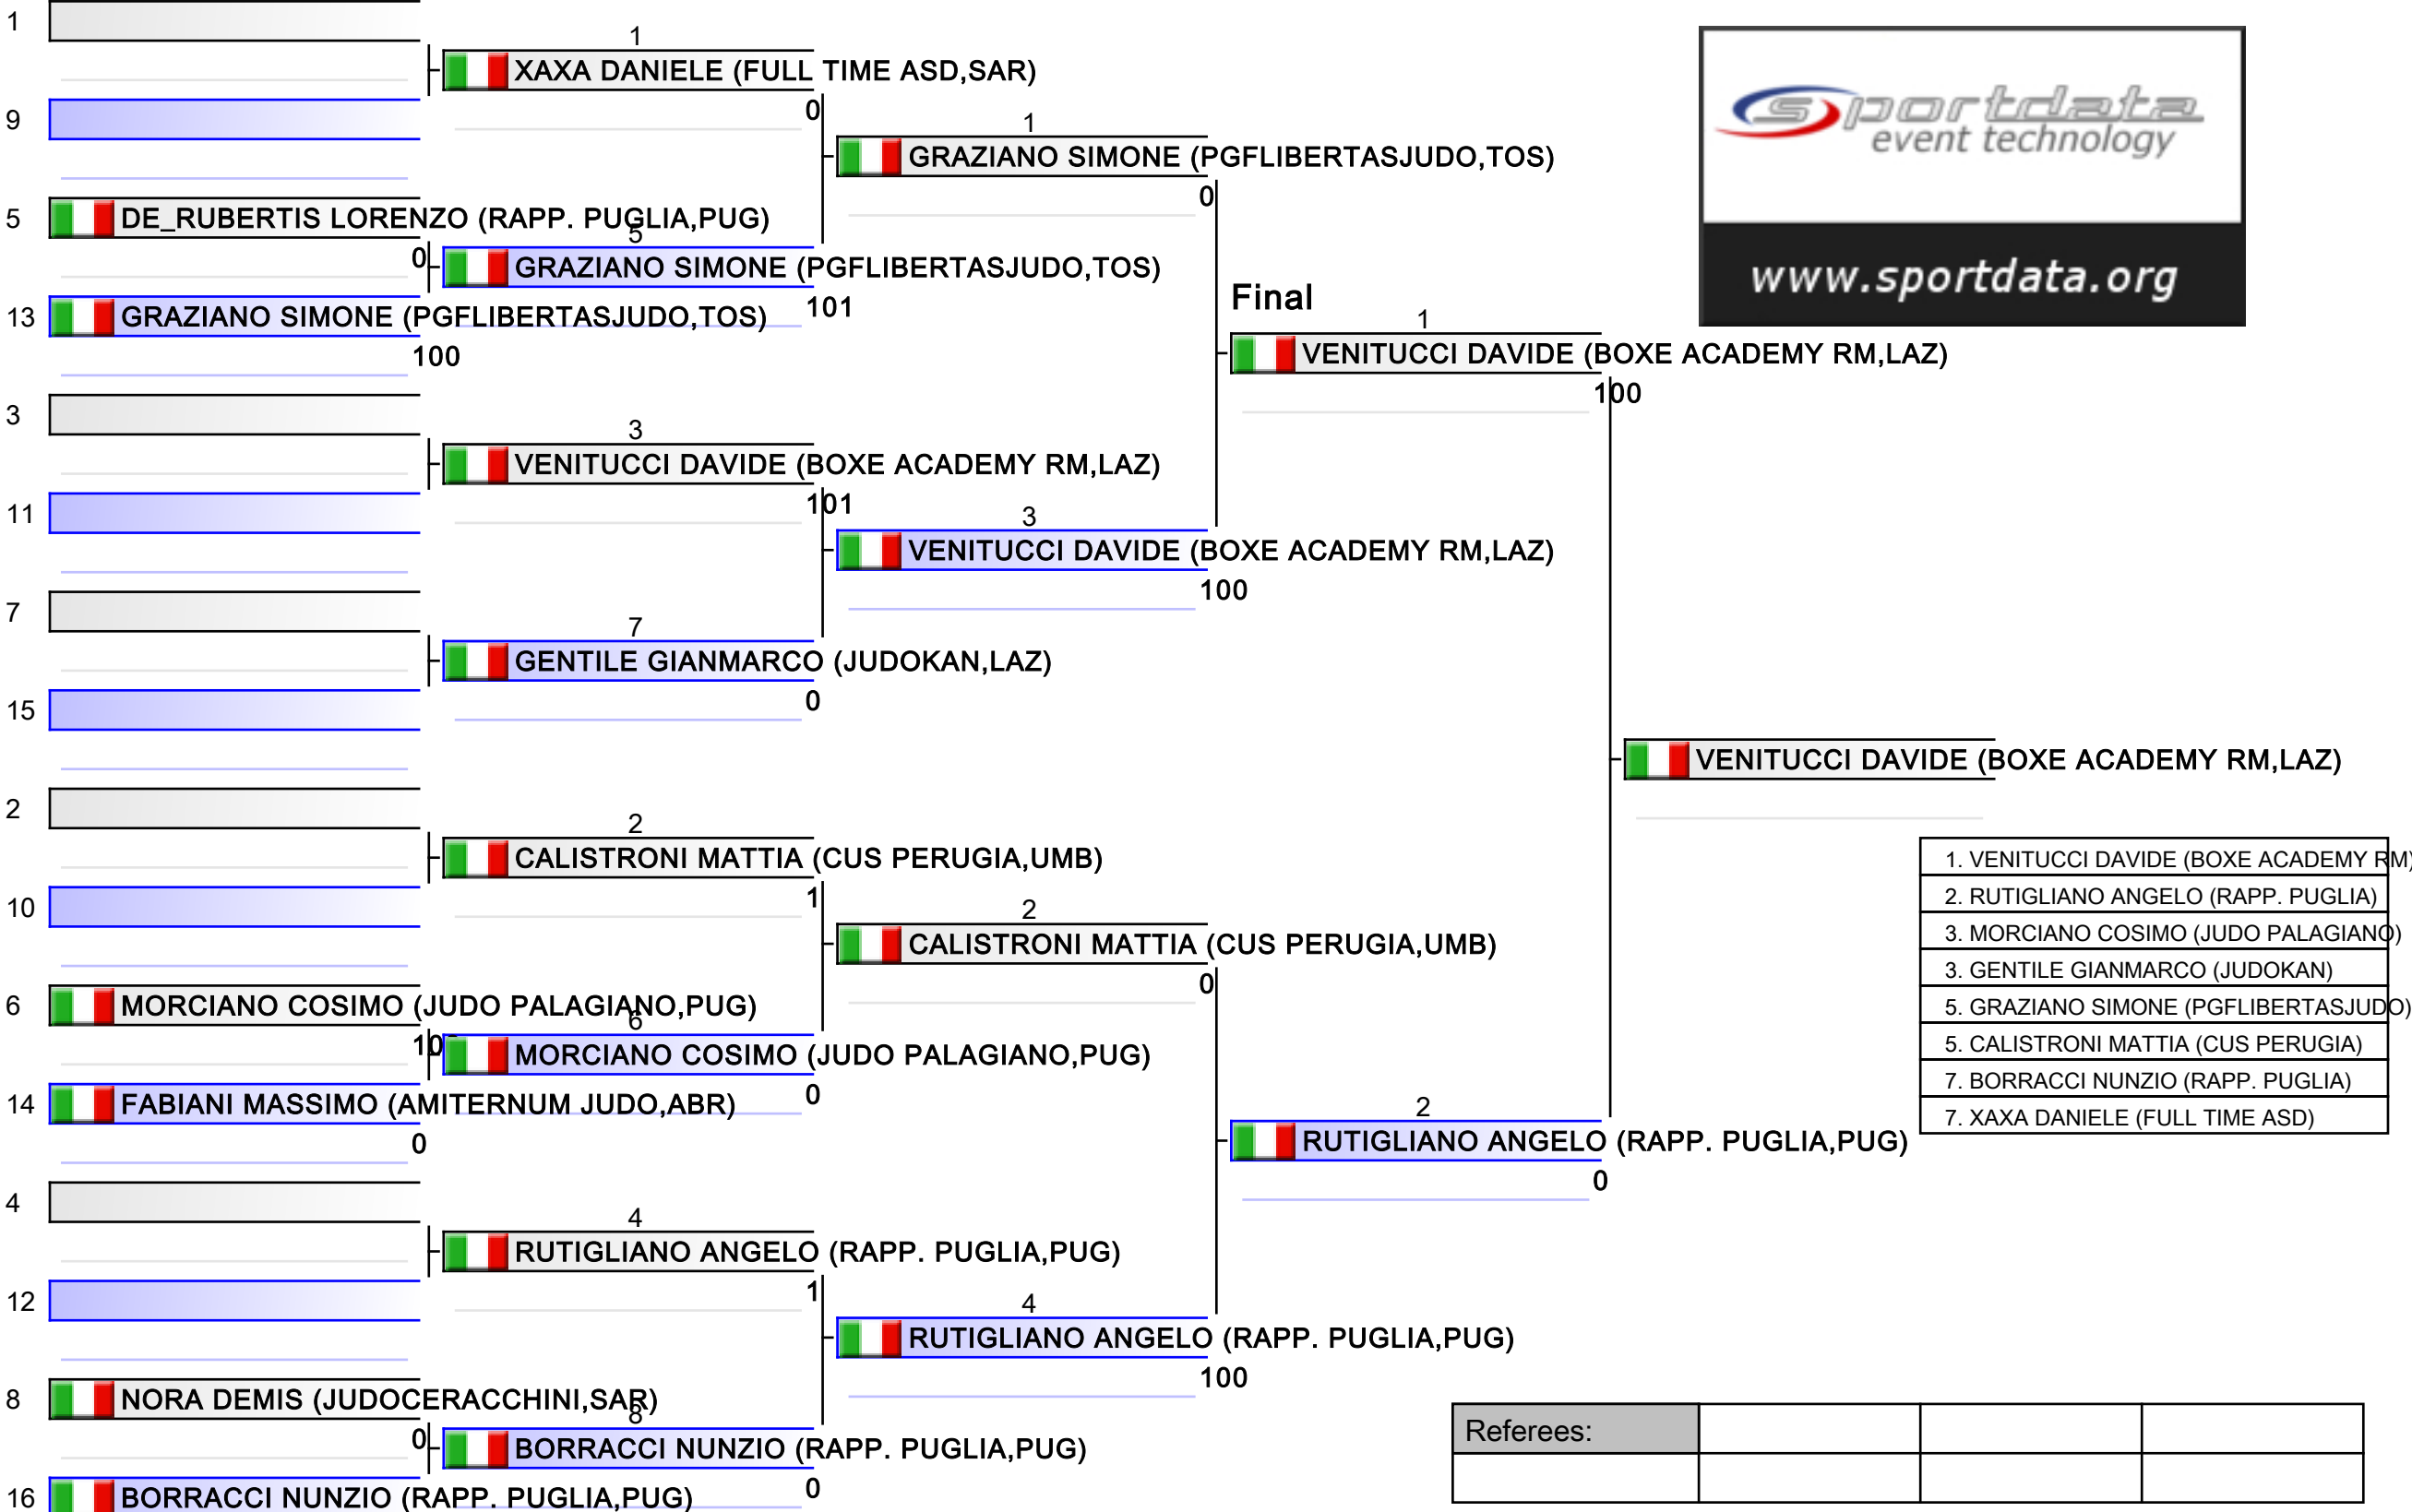 1
1
XAXA DANIELE (FULL TIME ASD,SAR)
0
9
1
GRAZIANO SIMONE (PGFLIBERTASJUDO,TOS)
0
5
DE_RUBERTIS LORENZO (RAPP. PUGLIA,PUG)
0
5
GRAZIANO SIMONE (PGFLIBERTASJUDO,TOS)
101
13
GRAZIANO SIMONE (PGFLIBERTASJUDO,TOS)
100
sportdata
event technology
www.sportdata.org
Final
1
VENITUCCI DAVIDE (BOXE ACADEMY RM,LAZ)
100
3
3
VENITUCCI DAVIDE (BOXE ACADEMY RM,LAZ)
101
11
3
VENITUCCI DAVIDE (BOXE ACADEMY RM,LAZ)
100
7
7
GENTILE GIANMARCO (JUDOKAN,LAZ)
0
15
VENITUCCI DAVIDE (BOXE ACADEMY RM,LAZ)
2
2
CALISTRONI MATTIA (CUS PERUGIA,UMB)
1
10
2
CALISTRONI MATTIA (CUS PERUGIA,UMB)
0
6
MORCIANO COSIMO (JUDO PALAGIANO,PUG)
6
MORCIANO COSIMO (JUDO PALAGIANO,PUG)
0
14
FABIANI MASSIMO (AMITERNUM JUDO,ABR)
0
1. VENITUCCI DAVIDE (BOXE ACADEMY RM)
2. RUTIGLIANO ANGELO (RAPP. PUGLIA)
3. MORCIANO COSIMO (JUDO PALAGIANO)
3. GENTILE GIANMARCO (JUDOKAN)
5. GRAZIANO SIMONE (PGFLIBERTASJUDO)
5. CALISTRONI MATTIA (CUS PERUGIA)
7. BORRACCI NUNZIO (RAPP. PUGLIA)
7. XAXA DANIELE (FULL TIME ASD)
2
RUTIGLIANO ANGELO (RAPP. PUGLIA,PUG)
0
4
4
RUTIGLIANO ANGELO (RAPP. PUGLIA,PUG)
1
12
4
RUTIGLIANO ANGELO (RAPP. PUGLIA,PUG)
100
8
NORA DEMIS (JUDOCERACCHINI,SAR)
0
8
BORRACCI NUNZIO (RAPP. PUGLIA,PUG)
0
16
BORRACCI NUNZIO (RAPP. PUGLIA,PUG)
Referees: